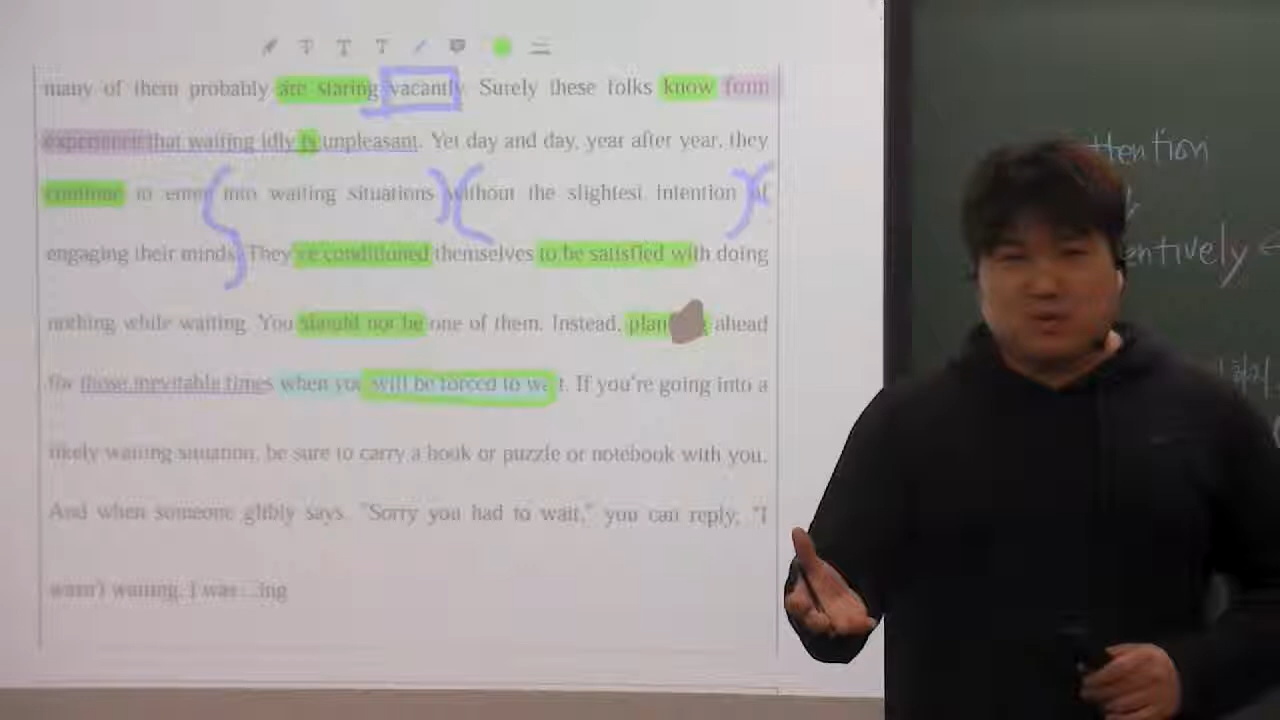 many of them probably are staring vacantly. Surely these folks know from
experience that waiting idly is unpleasant. Yet day and day, year after year, they
continue to enter into waiting situations without the slightest intention of
engaging their minds. They're conditioned themselves to be satisfied with doing
nothing while waiting. You should not be one of them. Instead, plan ahead
for those inevitable times when you will be forced to wait. If you're going into a
likely waiting situation, be sure to carry a book or puzzle or notebook with you.
And when someone glibly says. "Sorry you had to wait," you can reply, "I
wasn't waiting, I was...ing
ttention
entively